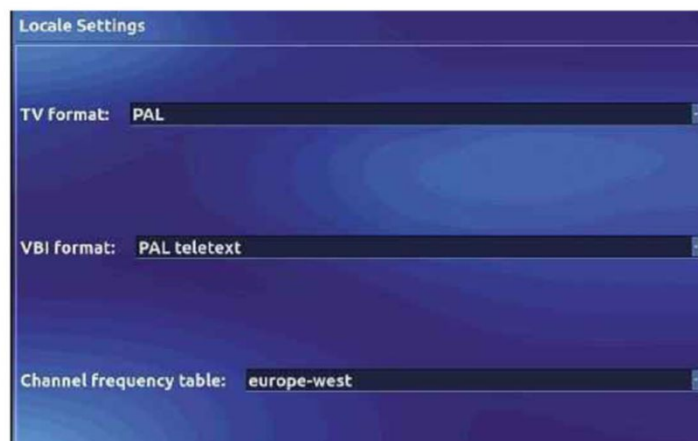 Locale Settings
TV format: PAL
VBI format: PAL teletext
Channel frequency table: europe-west